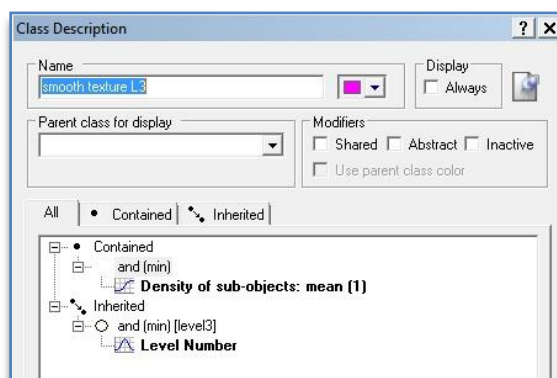 Class Description
? X
Name
smooth texture L3
Display
Always
Parent class for display
Modifiers
Shared Abstract Inactive
Use parent class color
All Contained Inherited
Contained
and (min)
Density of sub-objects: mean (1)
Inherited
and (min) [level3]
Level Number